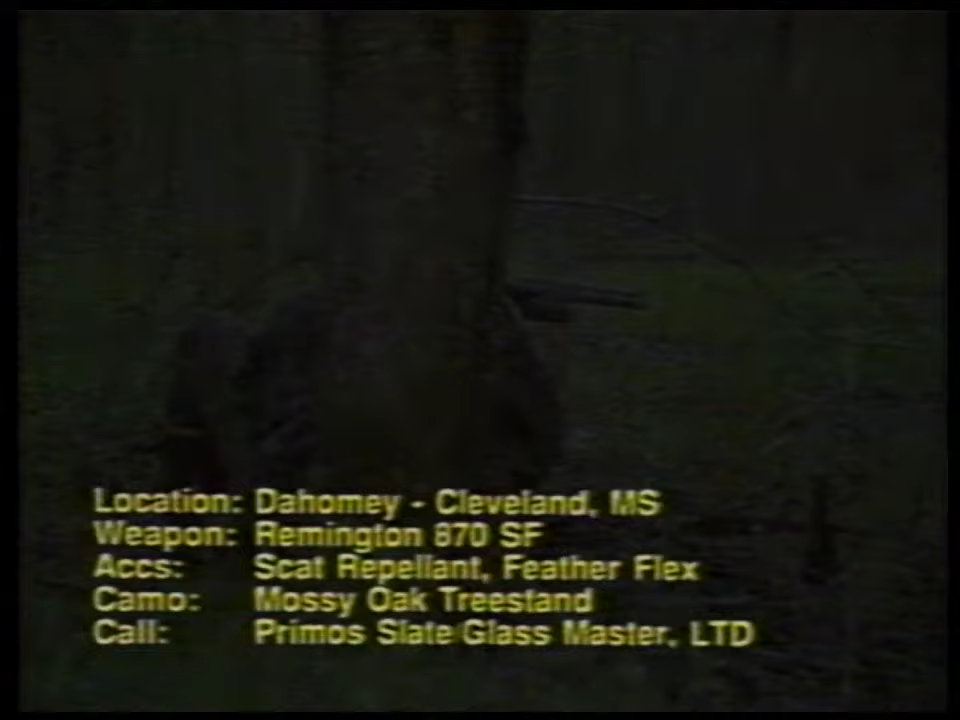 Location: Dahomey - Cleveland, MS
Weapon: Remington 870 SF
Accs: Scat Repellant, Feather Flex
Camo: Mossy Oak Treestand
Call: Primos Slate/Glass Master, LTD